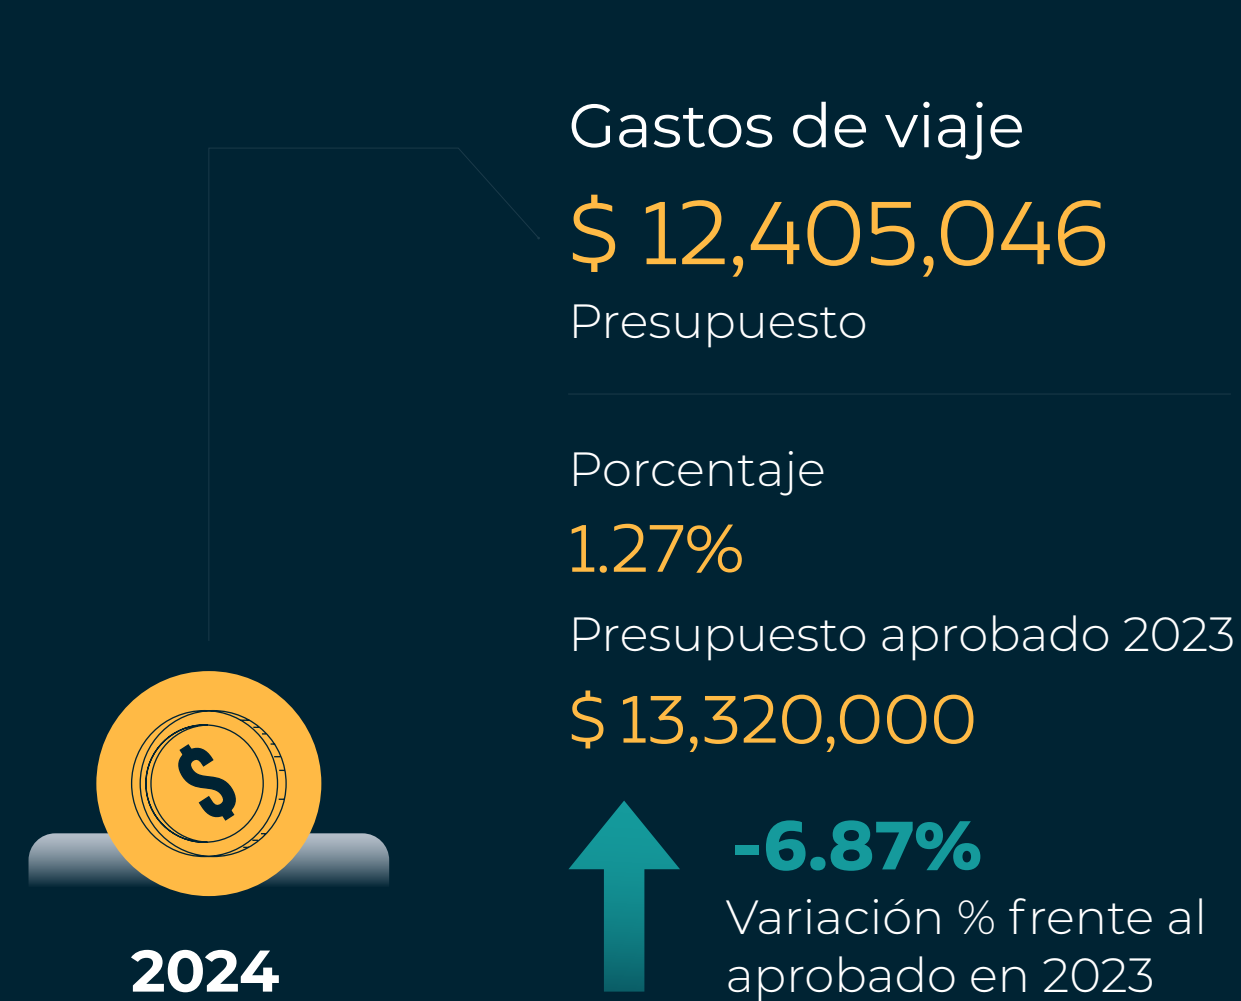 Gastos de viaje
$ 12,405,046
Presupuesto
Porcentaje
1.27%
Presupuesto aprobado 2023
$ 13,320,000
-6.87%
Variación % frente al
aprobado en 2023
$
2024